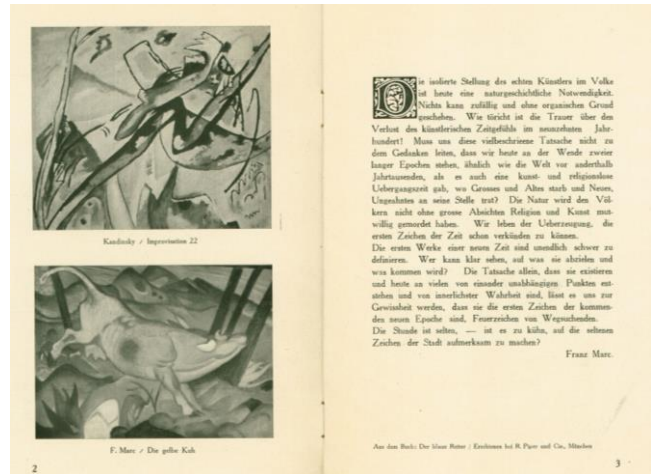 Kandinsky / Improvisation 22
F. Marc / Die gelbe Kuh
2
Die isolierte Stellung des echten Künstlers im Volke
ist heute eine naturgeschichtliche Notwendigkeit.
Nichts kann zufällig und ohne organischen Grund
geschehen. Wie töricht ist die Trauer über den
Verlust des künstlerischen Zeitgefühls im neunzehnten Jahr-
hundert! Muss uns diese vielbeschriene Tatsache nicht zu
dem Gedanken leiten, dass wir heute an der Wende zweier
langer Epochen stehen, ähnlich wie die Welt vor anderthalb
Jahrtausenden, als es auch eine kunst- und religionslose
Uebergangszeit gab, wo Grosses und Altes starb und Neues,
Ungeahntes an seine Stelle trat? Die Natur wird den Völ-
kern nicht ohne grosse Absichten Religion und Kunst mut-
willig gemordet haben. Wir leben der Ueberzeugung, die
ersten Zeichen der Zeit schon verkünden zu können.
Die ersten Werke einer neuen Zeit sind unendlich schwer zu
definieren. Wer kann klar sehen, auf was sie abzielen und
was kommen wird? Die Tatsache allein, dass sie existieren
und heute an vielen von einander unabhängigen Punkten ent-
stehen und von innerlichster Wahrheit sind, lässt es uns zur
Gewissheit werden, dass sie die ersten Zeichen der kommen-
den neuen Epoche sind, Feuerzeichen von Wegsuchenden.
Die Stunde ist selten, — ist es zu kühn, auf die seltenen
Zeichen der Stadt aufmerksam zu machen?
Franz Marc.
Aus dem Buch: Der blaue Reiter / Erschienen bei R. Piper und Co., München
3